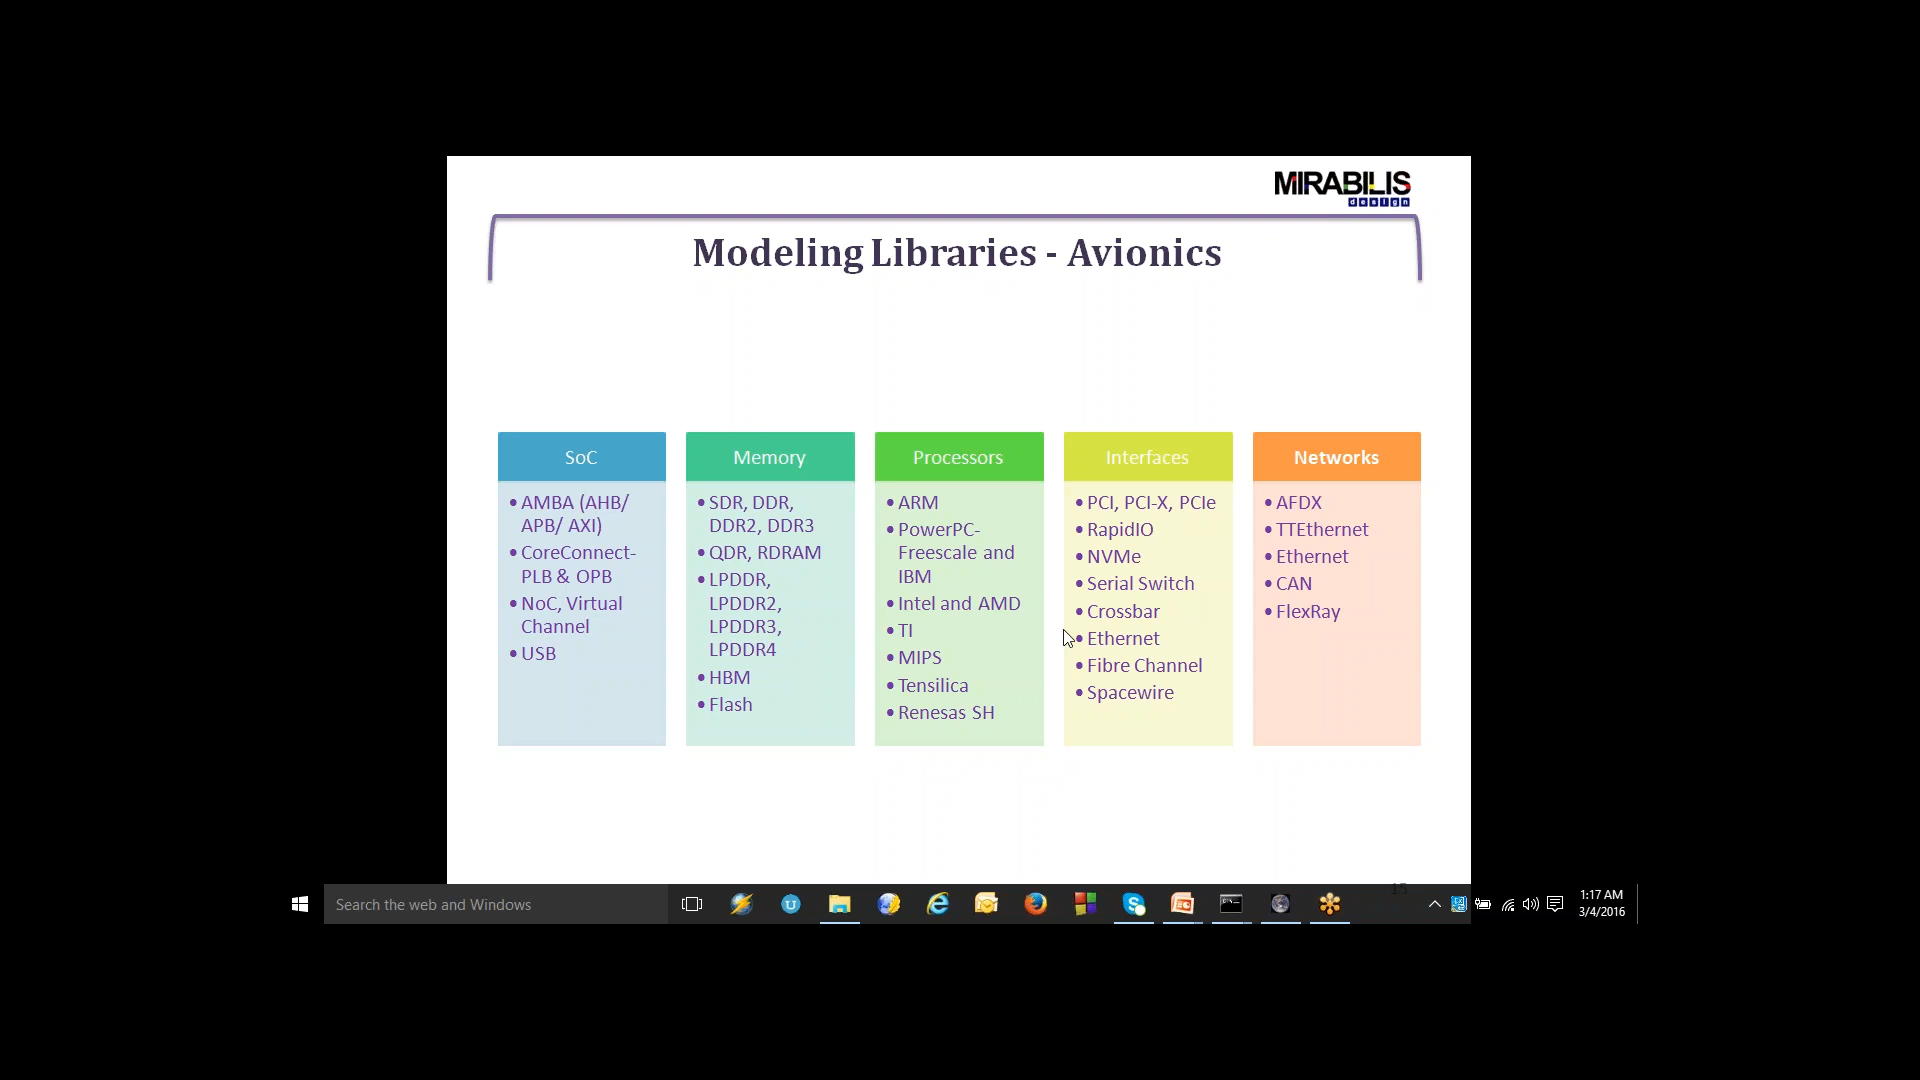 MIRABILIS
design
Modeling Libraries - Avionics
SoC
•AMBA (AHB/
APB/ AXI)
•CoreConnect-
PLB & OPB
•NoC, Virtual
Channel
•USB
Memory
•SDR, DDR,
DDR2, DDR3
•QDR, RDRAM
•LPDDR,
LPDDR2,
LPDDR3,
LPDDR4
•HBM
•Flash
Processors
•ARM
•PowerPC-
Freescale and
IBM
•Intel and AMD
•TI
•MIPS
•Tensilica
•Renesas SH
Interfaces
•PCI, PCI-X, PCIe
•RapidIO
•NVMe
•Serial Switch
•Crossbar
•Ethernet
•Fibre Channel
•Spacewire
Networks
•AFDX
•TTEthernet
•Ethernet
•CAN
•FlexRay
15
Search the web and Windows
1:17 AM
3/4/2016